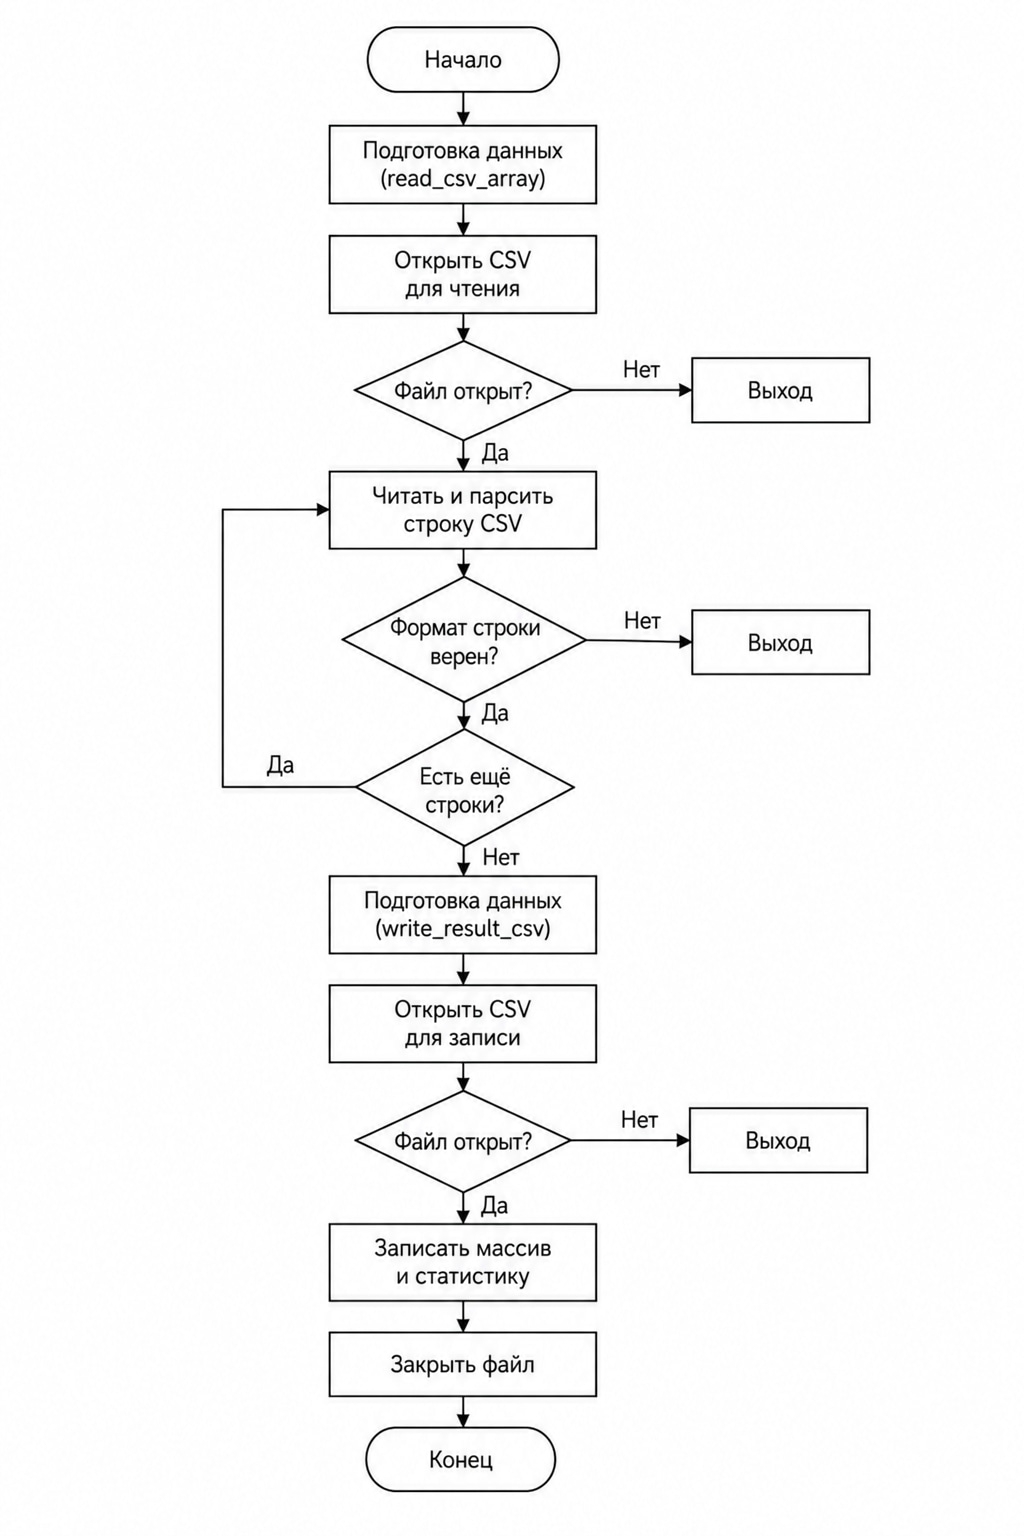 Начало
Подготовка данных
(read_csv_array)
Открыть CSV
для чтения
Файл открыт?
Нет
Выход
Да
Читать и парсить
строку CSV
Формат строки
верен?
Нет
Выход
Да
Есть ещё
строки?
Да
Нет
Подготовка данных
(write_result_csv)
Открыть CSV
для записи
Файл открыт?
Нет
Выход
Да
Записать массив
и статистику
Закрыть файл
Конец